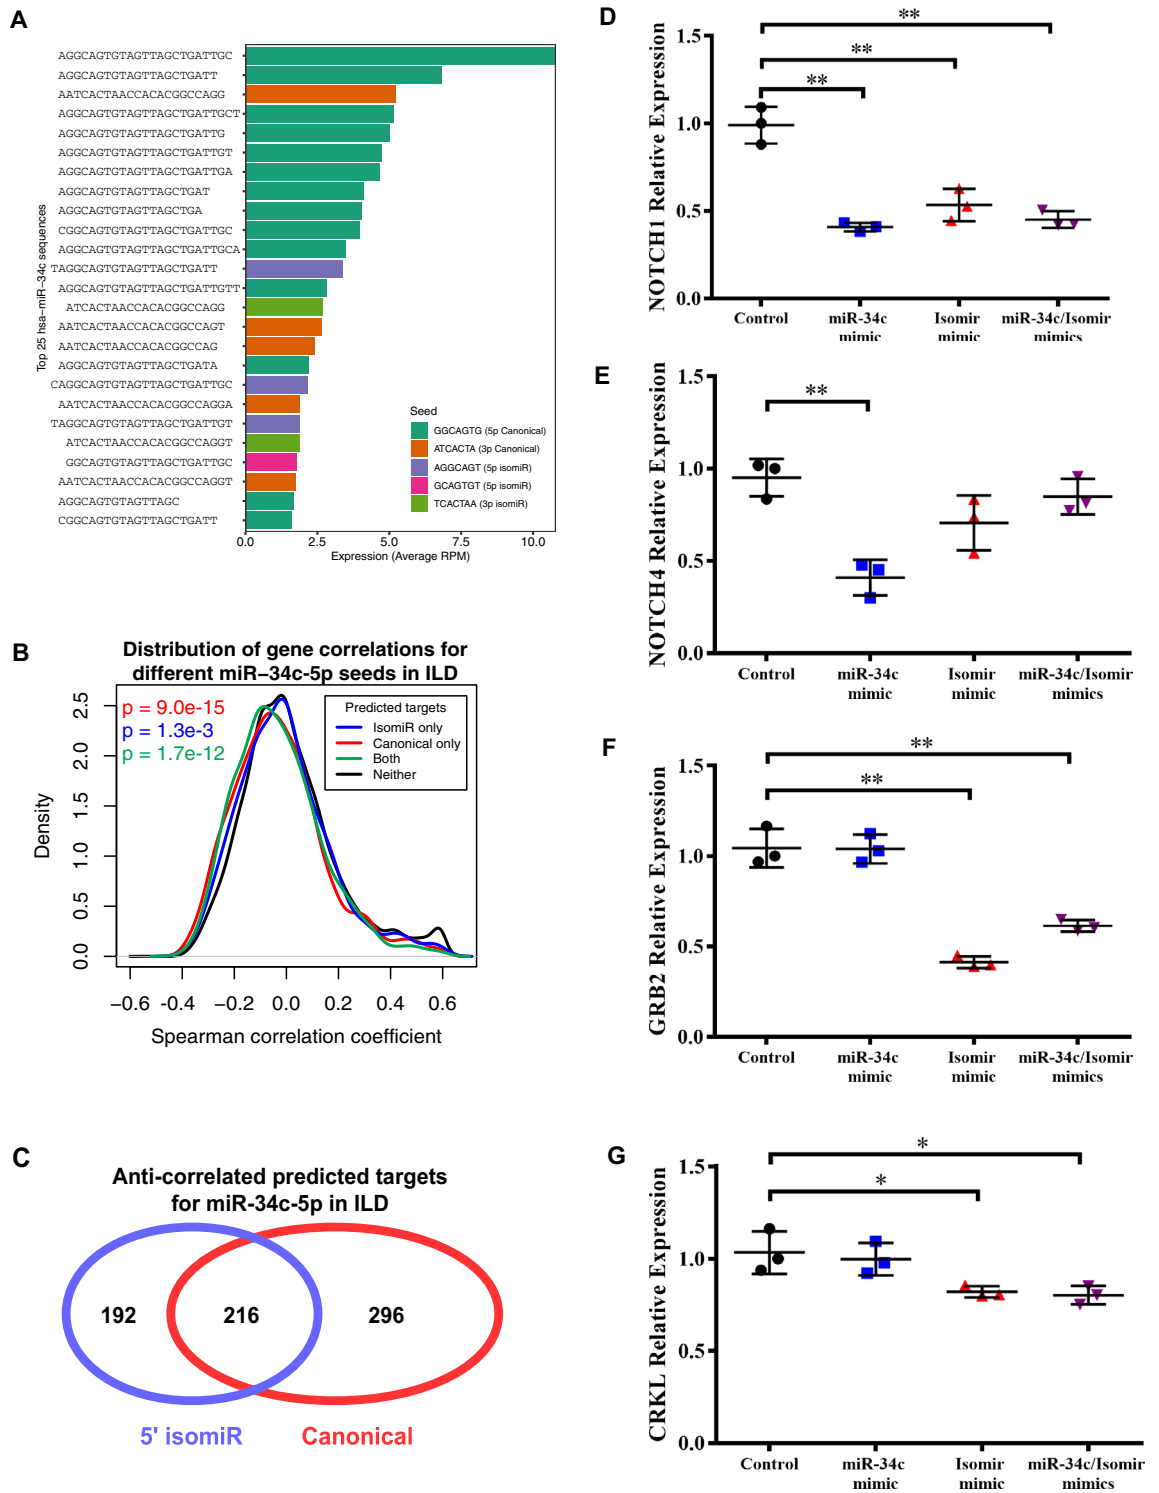 A
Top 25 hsa−miR−34c sequences
AGGCAGTGTAGTTAGCTGATTGC
AGGCAGTGTAGTTAGCTGATT
AATCACTAACCACACGGCCAGG
AGGCAGTGTAGTTAGCTGATTGCT
AGGCAGTGTAGTTAGCTGATTG
AGGCAGTGTAGTTAGCTGATTGT
AGGCAGTGTAGTTAGCTGATTGA
AGGCAGTGTAGTTAGCTGAT
AGGCAGTGTAGTTAGCTGA
CGGCAGTGTAGTTAGCTGATTGC
AGGCAGTGTAGTTAGCTGATTGCA
TAGGCAGTGTAGTTAGCTGATT
AGGCAGTGTAGTTAGCTGATTGTT
ATCACTAACCACACGGCCAGG
AATCACTAACCACACGGCCAGT
AATCACTAACCACACGGCCAG
AGGCAGTGTAGTTAGCTGATA
CAGGCAGTGTAGTTAGCTGATTGC
AATCACTAACCACACGGCCAGGA
TAGGCAGTGTAGTTAGCTGATTGT
ATCACTAACCACACGGCCAGGT
GGCAGTGTAGTTAGCTGATTGC
AATCACTAACCACACGGCCAGGT
AGGCAGTGTAGTTAGC
CGGCAGTGTAGTTAGCTGATT
Seed
GGCAGTG (5p Canonical)
ATCACTA (3p Canonical)
AGGCAGT (5p isomiR)
GCAGTGT (5p isomiR)
TCACTAA (3p isomiR)
0.0 2.5 5.0 7.5 10.0
Expression (Average RPM)
B
Distribution of gene correlations for
different miR−34c-5p seeds in ILD
p = 9.0e-15
p = 1.3e-3
p = 1.7e-12
Predicted targets
IsomiR only
Canonical only
Both
Neither
Density
2.5
2.0
1.5
1.0
0.5
0.0
−0.6 -0.4 −0.2 0.0 0.2 0.4 0.6
Spearman correlation coefficient
C
Anti-correlated predicted targets
for miR-34c-5p in ILD
192 216 296
5' isomiR Canonical
D
NOTCH1 Relative Expression
1.5
1.0
0.5
0.0
**
**
**
Control miR-34c Isomir miR-34c/Isomir
mimic mimic mimics
E
NOTCH4 Relative Expression
1.5
1.0
0.5
0.0
**
Control miR-34c Isomir miR-34c/Isomir
mimic mimic mimics
F
GRB2 Relative Expression
1.5
1.0
0.5
0.0
**
**
Control miR-34c Isomir miR-34c/Isomir
mimic mimic mimics
G
CRKL Relative Expression
1.5
1.0
0.5
0.0
*
*
Control miR-34c Isomir miR-34c/Isomir
mimic mimic mimics